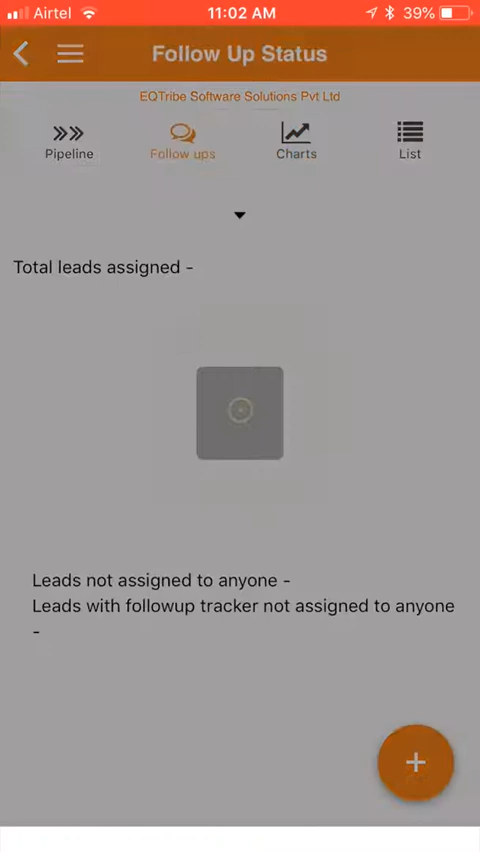 Airtel 11:02 AM 39%
Follow Up Status
EQTribe Software Solutions Pvt Ltd
Pipeline Follow ups Charts List
Total leads assigned -
Leads not assigned to anyone -
Leads with followup tracker not assigned to anyone
-
+